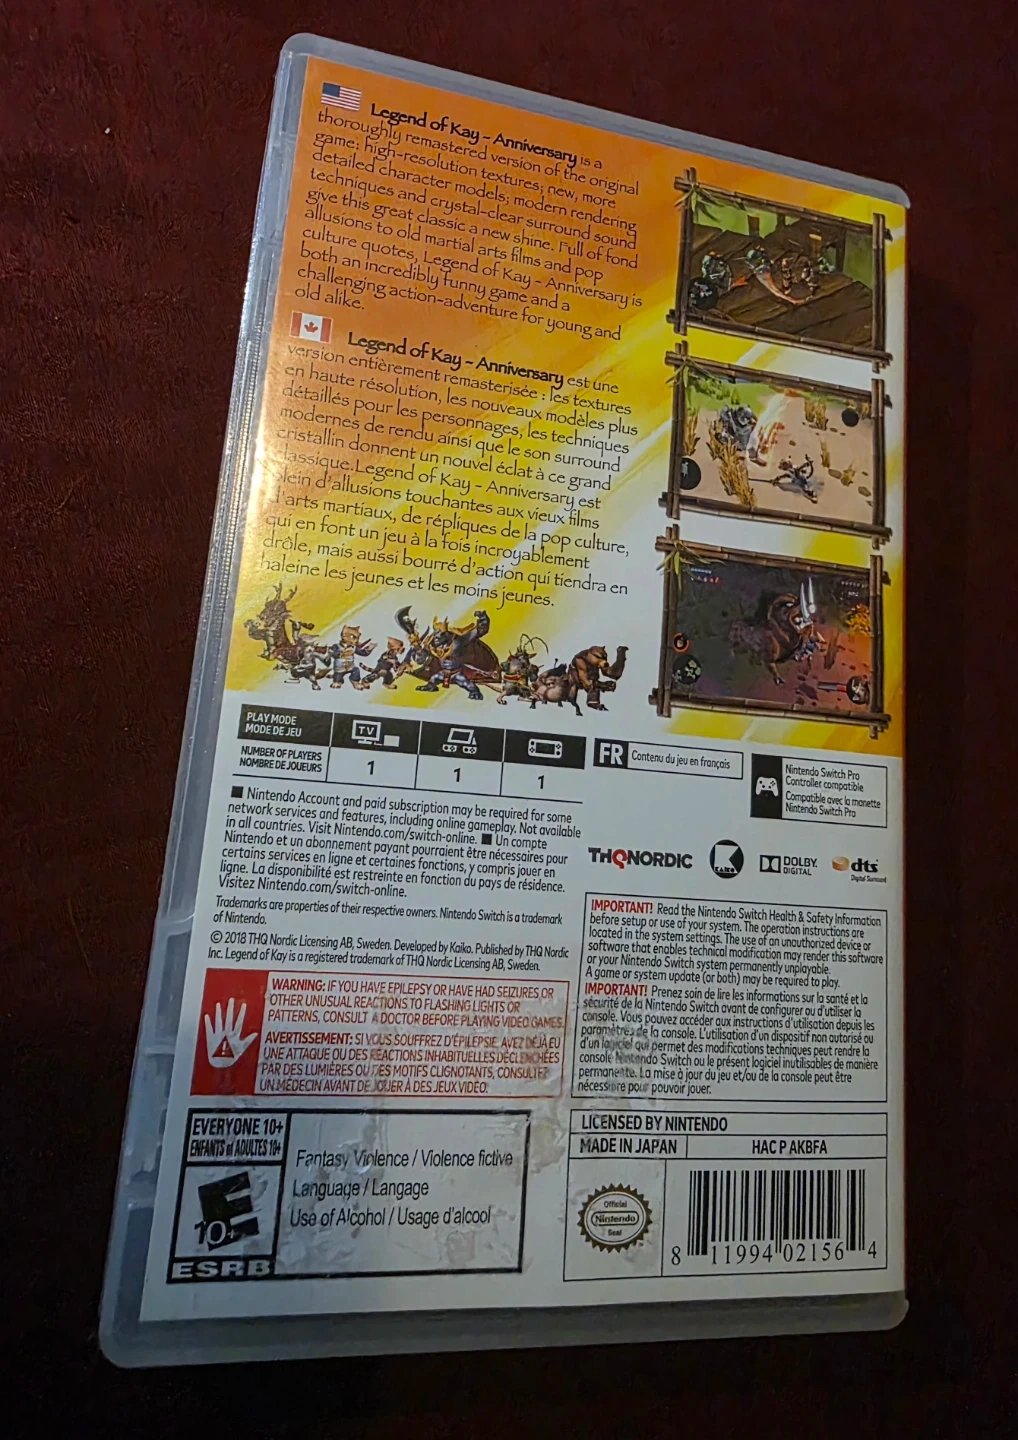 Legend of Kay - Anniversary is a
thoroughly remastered version of the original
game: high-resolution textures; new, more
detailed character models; modern rendering
techniques and crystal-clear surround sound
give this great classic a new shine. Full of fond
allusions to old martial arts films and pop
culture quotes, Legend of Kay - Anniversary is
both an incredibly funny game and a
challenging action-adventure for young and
old alike.
Legend of Kay - Anniversary est une
version entièrement remasterisée : les textures
en haute résolution, les nouveaux modèles plus
détaillés pour les personnages, les techniques
modernes de rendu ainsi que le son surround
cristallin donnent un nouvel éclat à ce grand
classique. Legend of Kay - Anniversary est
plein d'allusions touchantes aux vieux films
d'arts martiaux, de répliques de la pop culture,
qui en font un jeu à la fois incroyablement
drôle, mais aussi bourré d'action qui tiendra en
haleine les jeunes et les moins jeunes.
PLAY MODE
MODE DE JEU
TV
NUMBER OF PLAYERS
NOMBRE DE JOUEURS
1
1
1
FR Contenu du jeu en français
Nintendo Switch Pro
Controller compatible
Compatible avec la manette
Nintendo Switch Pro
■ Nintendo Account and paid subscription may be required for some
network services and features, including online gameplay. Not available
in all countries. Visit Nintendo.com/switch-online. ■ Un compte
Nintendo et un abonnement payant pourraient être nécessaires pour
certains services en ligne et certaines fonctions, y compris jouer en
ligne. La disponibilité est restreinte en fonction du pays de résidence.
Visitez Nintendo.com/switch-online.
Trademarks are properties of their respective owners. Nintendo Switch is a trademark
of Nintendo.
© 2018 THQ Nordic Licensing AB, Sweden. Developed by Kaiko. Published by THQ Nordic
Inc. Legend of Kay is a registered trademark of THQ Nordic Licensing AB, Sweden.
THQNORDIC
KAIKO
DOLBY
DIGITAL
dts
Digital Surround
WARNING: IF YOU HAVE EPILEPSY OR HAVE HAD SEIZURES OR
OTHER UNUSUAL REACTIONS TO FLASHING LIGHTS OR
PATTERNS, CONSULT A DOCTOR BEFORE PLAYING VIDEO GAMES.
AVERTISSEMENT: SI VOUS SOUFFREZ D'ÉPILEPSIE, AVEZ DÉJÀ EU
UNE ATTAQUE OU DES RÉACTIONS INHABITUELLES DÉCLENCHÉES
PAR DES LUMIÈRES OU DES MOTIFS CLIGNOTANTS, CONSULTEZ
UN MÉDECIN AVANT DE JOUER À DES JEUX VIDÉO.
IMPORTANT! Read the Nintendo Switch Health & Safety Information
before setup or use of your system. The operation instructions are
located in the system settings. The use of an unauthorized device or
software that enables technical modification may render this software
or your Nintendo Switch system permanently unplayable.
A game or system update (or both) may be required to play.
IMPORTANT! Prenez soin de lire les informations sur la santé et la
sécurité de la Nintendo Switch avant de configurer ou d'utiliser la
console. Vous pouvez accéder aux instructions d'utilisation depuis les
paramètres de la console. L'utilisation d'un dispositif non autorisé ou
d'un logiciel qui permet des modifications techniques peut rendre la
console Nintendo Switch ou le présent logiciel inutilisables de manière
permanente. La mise à jour du jeu et/ou de la console peut être
nécessaire pour pouvoir jouer.
EVERYONE 10+
ENFANTS et ADULTES 10+
E
10+
ESRB
Fantasy Violence / Violence fictive
Language / Langage
Use of Alcohol / Usage d'alcool
LICENSED BY NINTENDO
MADE IN JAPAN
HAC P AKBFA
Official
Nintendo
Seal
8 11994 02156 4